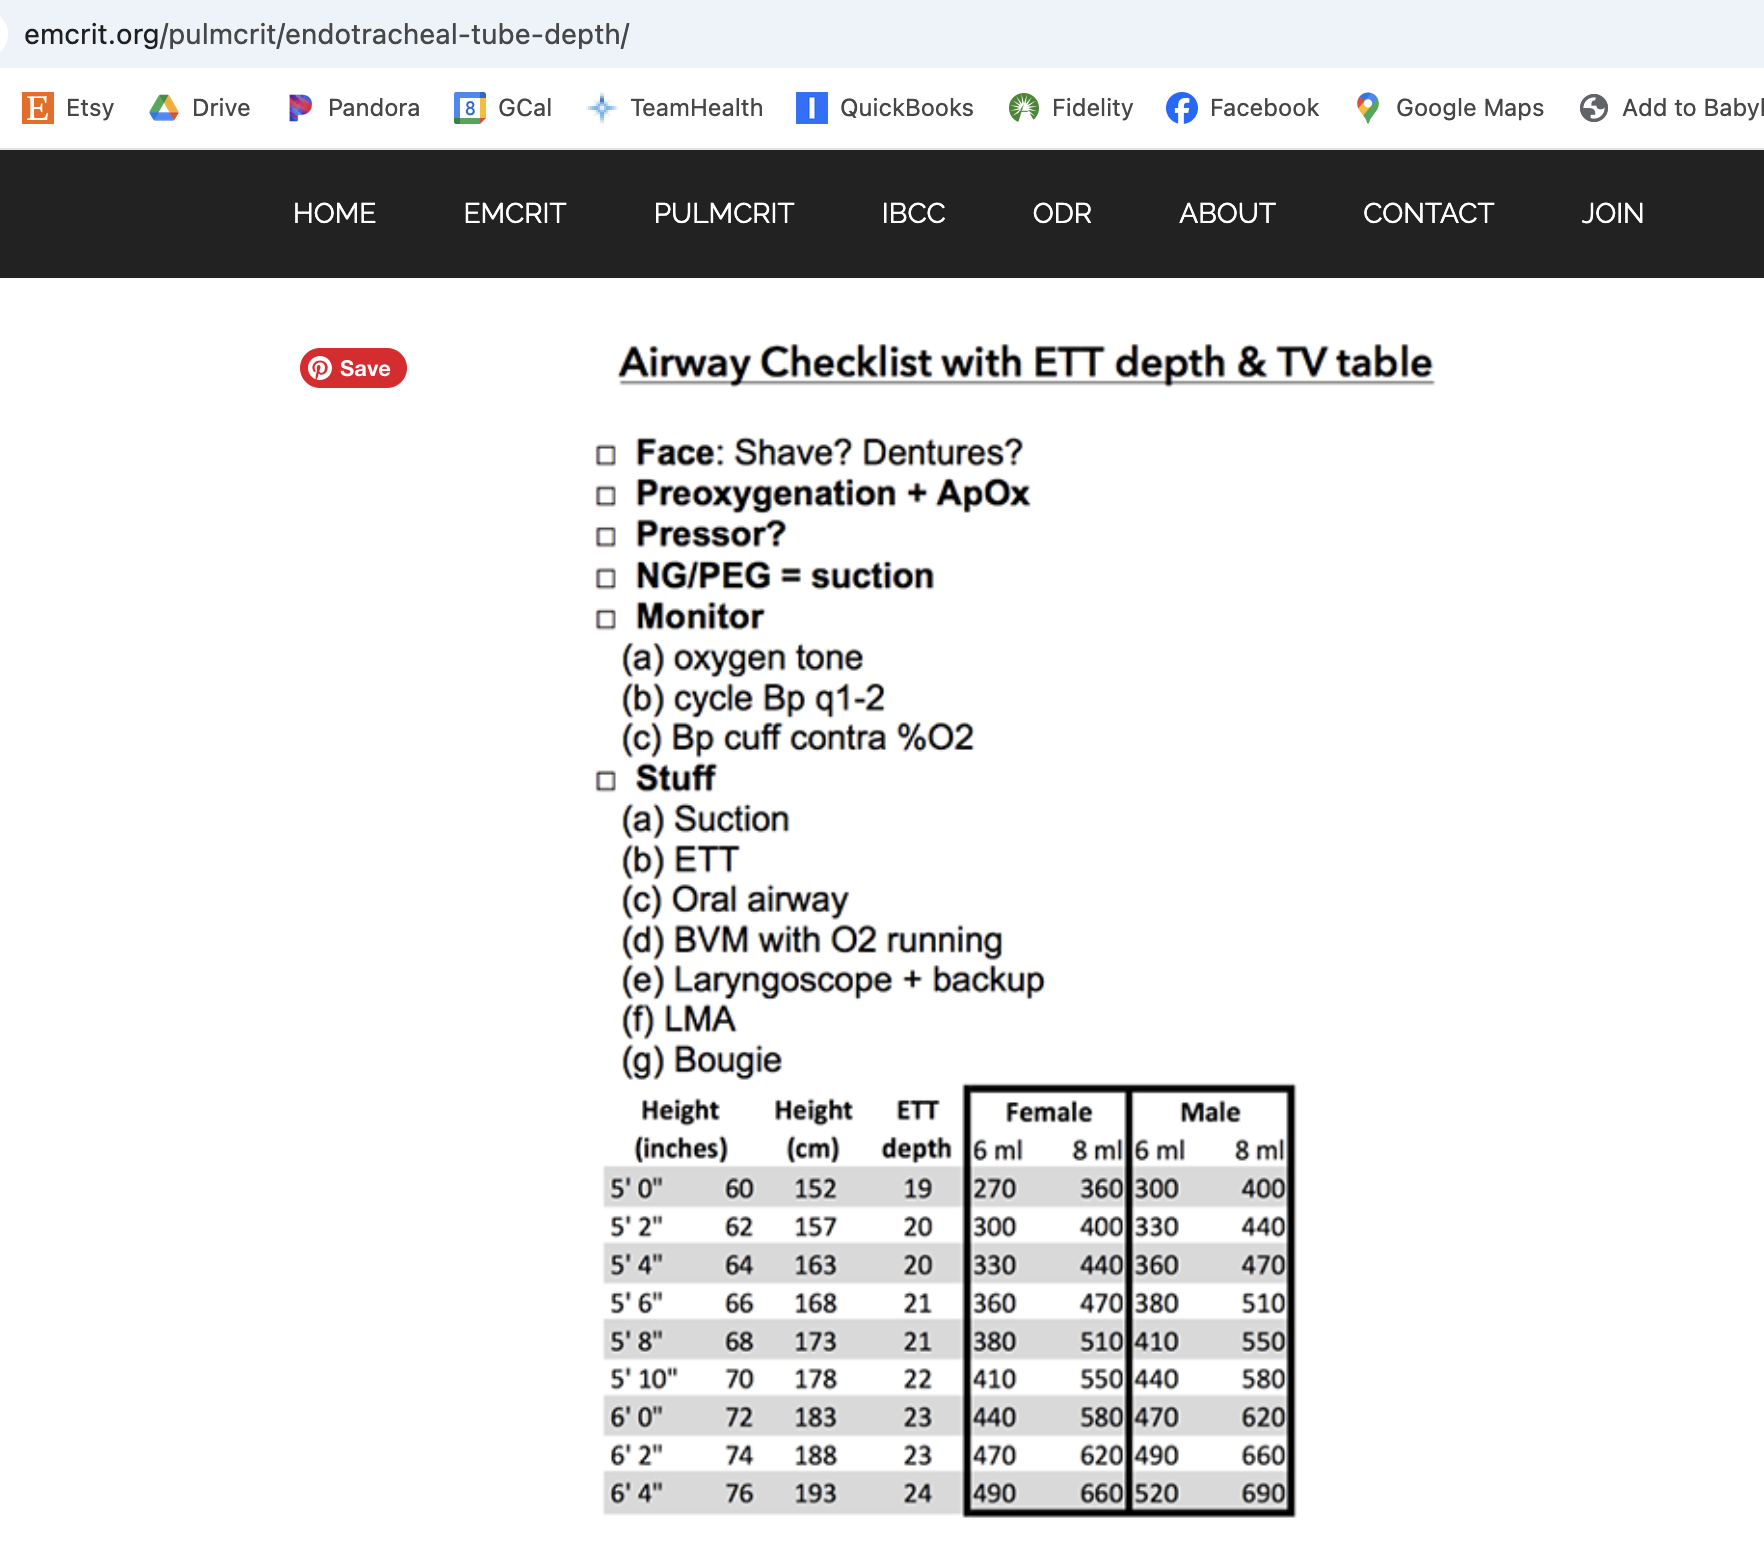 emcrit.org/pulmcrit/endotracheal-tube-depth/
E Etsy Drive Pandora 8 GCal TeamHealth QuickBooks Fidelity Facebook Google Maps Add to Babyl
HOME EMCRIT PULMCRIT IBCC ODR ABOUT CONTACT JOIN
Save
Airway Checklist with ETT depth & TV table
□ Face: Shave? Dentures?
□ Preoxygenation + ApOx
□ Pressor?
□ NG/PEG = suction
□ Monitor
(a) oxygen tone
(b) cycle Bp q1-2
(c) Bp cuff contra %O2
□ Stuff
(a) Suction
(b) ETT
(c) Oral airway
(d) BVM with O2 running
(e) Laryngoscope + backup
(f) LMA
(g) Bougie
Height Height ETT Female Male
(inches) (cm) depth 6 ml 8 ml 6 ml 8 ml
5' 0" 60 152 19 270 360 300 400
5' 2" 62 157 20 300 400 330 440
5' 4" 64 163 20 330 440 360 470
5' 6" 66 168 21 360 470 380 510
5' 8" 68 173 21 380 510 410 550
5' 10" 70 178 22 410 550 440 580
6' 0" 72 183 23 440 580 470 620
6' 2" 74 188 23 470 620 490 660
6' 4" 76 193 24 490 660 520 690